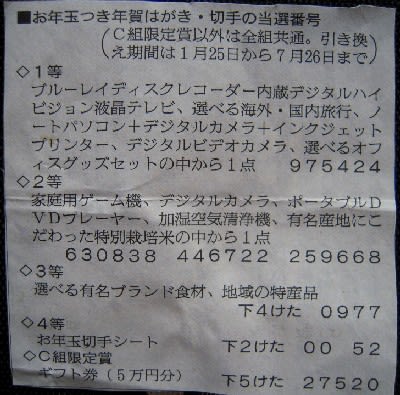 ■お年玉つき年賀はがき・切手の当選番号
(C組限定賞以外は全組共通。引き換
え期間は1月25日から7月26日まで)
◇1等
ブルーレイディスクレコーダー内蔵デジタルハイ
ビジョン液晶テレビ、選べる海外・国内旅行、ノ
ートパソコン＋デジタルカメラ＋インクジェット
プリンター、デジタルビデオカメラ、選べるオフ
ィスグッズセットの中から1点 975424
◇2等
家庭用ゲーム機、デジタルカメラ、ポータブルD
VDプレーヤー、加湿空気清浄機、有名産地にこ
だわった特別栽培米の中から1点
630838 446722 259668
◇3等
選べる有名ブランド食材、地域の特産品
下4けた 0977
◇4等
お年玉切手シート 下2けた 00 52
◇C組限定賞
ギフト券（5万円分） 下5けた 27520